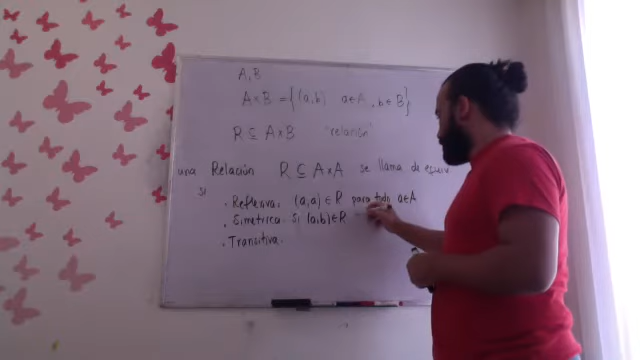 A, B
A×B = {(a,b) a∈A, b∈B}
R ⊆ A×B "relación"
una Relación R ⊆ A×A se llama de equiv
si
. Reflexiva: (a,a) ∈ R para todo a∈A
. Simétrica. Si (a,b)∈R
. Transitiva.